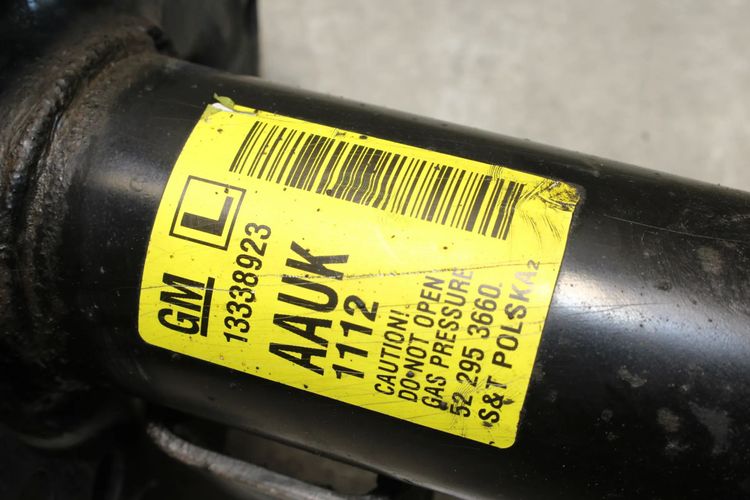 GM L
13338923
AAUK
1112
CAUTION!
DO NOT OPEN
GAS PRESSURE
52 295 3660.
S&T POLSKA2